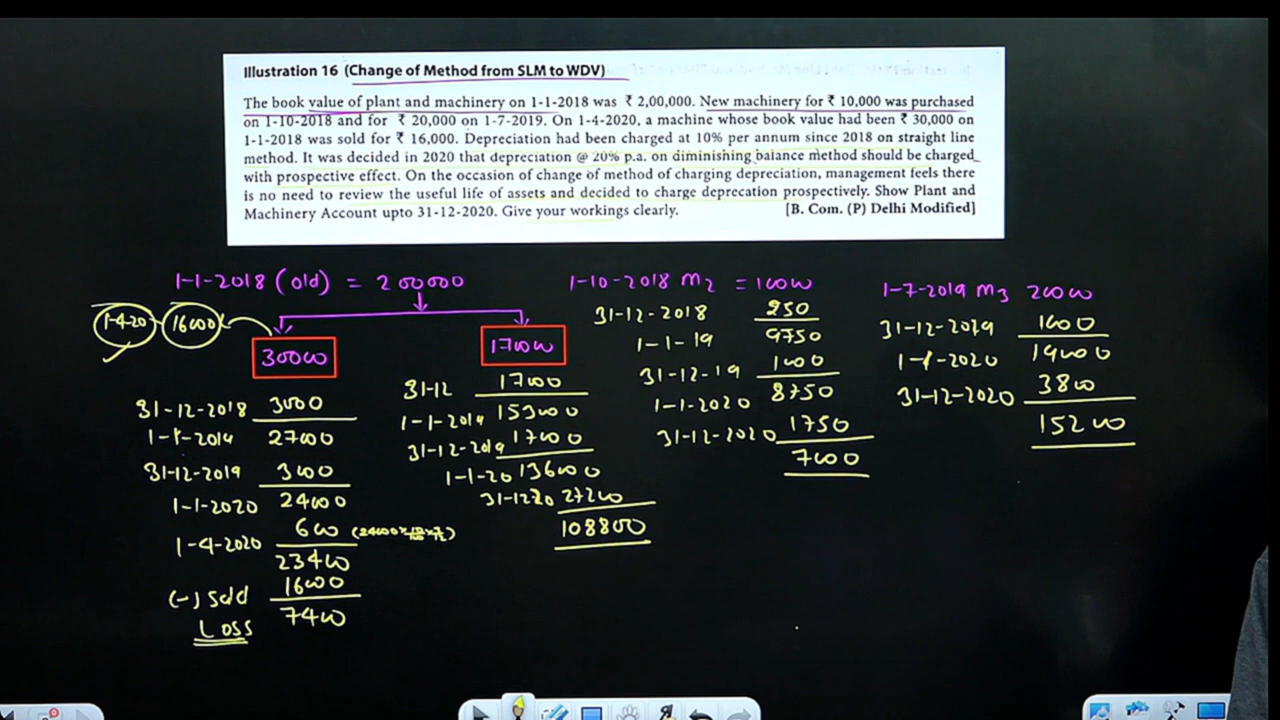 Illustration 16 (Change of Method from SLM to WDV)
The book value of plant and machinery on 1-1-2018 was ₹ 2,00,000. New machinery for ₹ 10,000 was purchased
on 1-10-2018 and for ₹ 20,000 on 1-7-2019. On 1-4-2020, a machine whose book value had been ₹ 30,000 on
1-1-2018 was sold for ₹ 16,000. Depreciation had been charged at 10% per annum since 2018 on straight line
method. It was decided in 2020 that depreciation @ 20% p.a. on diminishing balance method should be charged
with prospective effect. On the occasion of change of method of charging depreciation, management feels there
is no need to review the useful life of assets and decided to charge deprecation prospectively. Show Plant and
Machinery Account upto 31-12-2020. Give your workings clearly. [B. Com. (P) Delhi Modified]
1-1-2018 (old) = 200000
1-4-20 16000
30000
170000
31-12-2018 3000
1-1-2019 27000
31-12-2019 3000
1-1-2020 24000
1-4-2020 600
23400
(-) Sold 16000
Loss 7400
31-12 17000
1-1-2019 153000
31-12-2019 17000
1-1-20 136000
31-12-20 27200
108800
1-10-2018 M2 = 10000
31-12-2018 250
1-1-19 9750
31-12-19 1000
1-1-2020 8750
31-12-2020 1750
7000
1-7-2019 M3 20000
31-12-2019 1000
1-1-2020 19000
31-12-2020 3800
15200